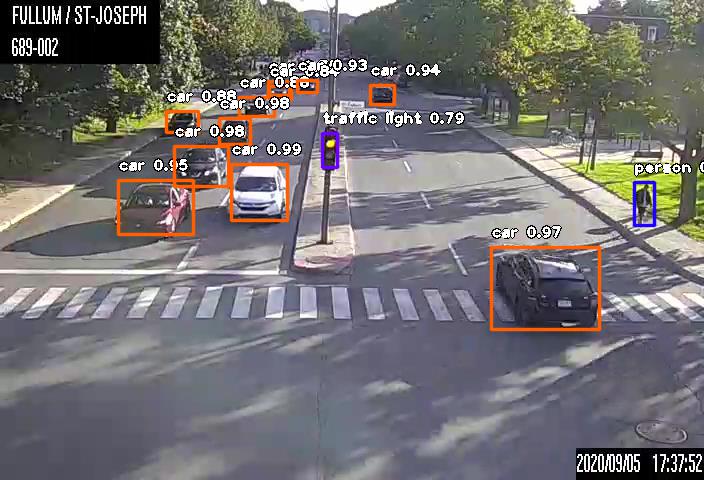 FULLUM / ST-JOSEPH
689-002
car 0.93
car 0.94
car 0.88
car 0.98
traffic light 0.79
car 0.98
car 0.99
car 0.95
person
car 0.97
2020/09/05 17:37:52